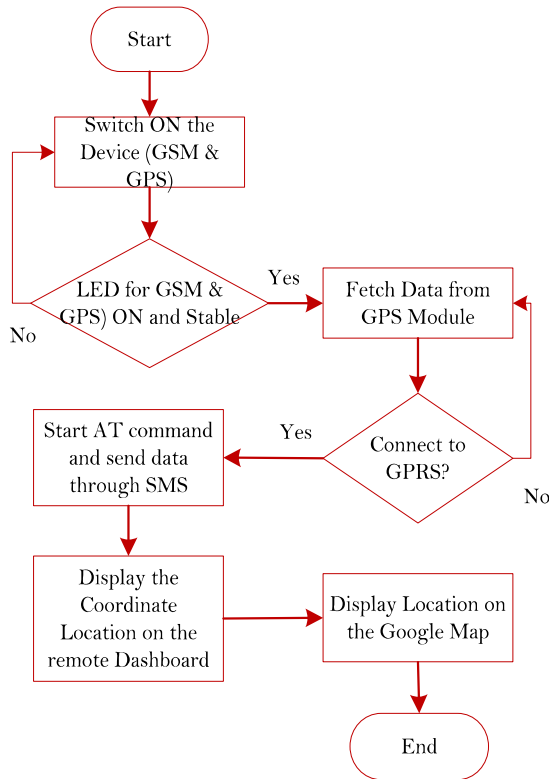 Start
Switch ON the
Device (GSM &
GPS)
LED for GSM &
GPS) ON and Stable
Yes
No
Fetch Data from
GPS Module
Connect to
GPRS?
Yes
No
Start AT command
and send data
through SMS
Display the
Coordinate
Location on the
remote Dashboard
Display Location on
the Google Map
End